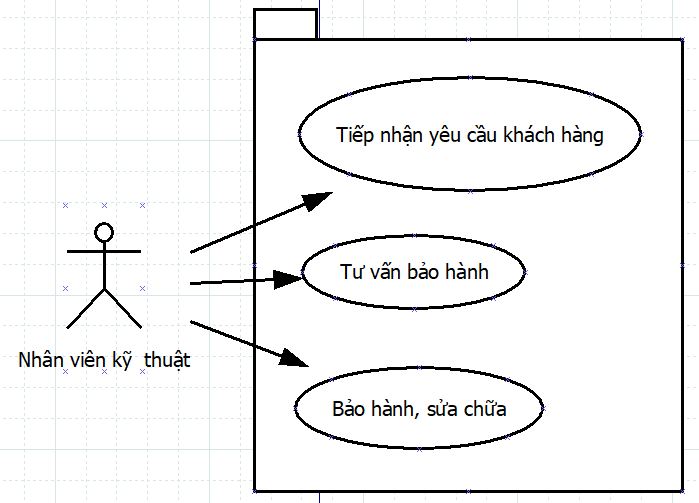 Tiếp nhận yêu cầu khách hàng
Tư vấn bảo hành
Nhân viên kỹ thuật
Bảo hành, sửa chữa